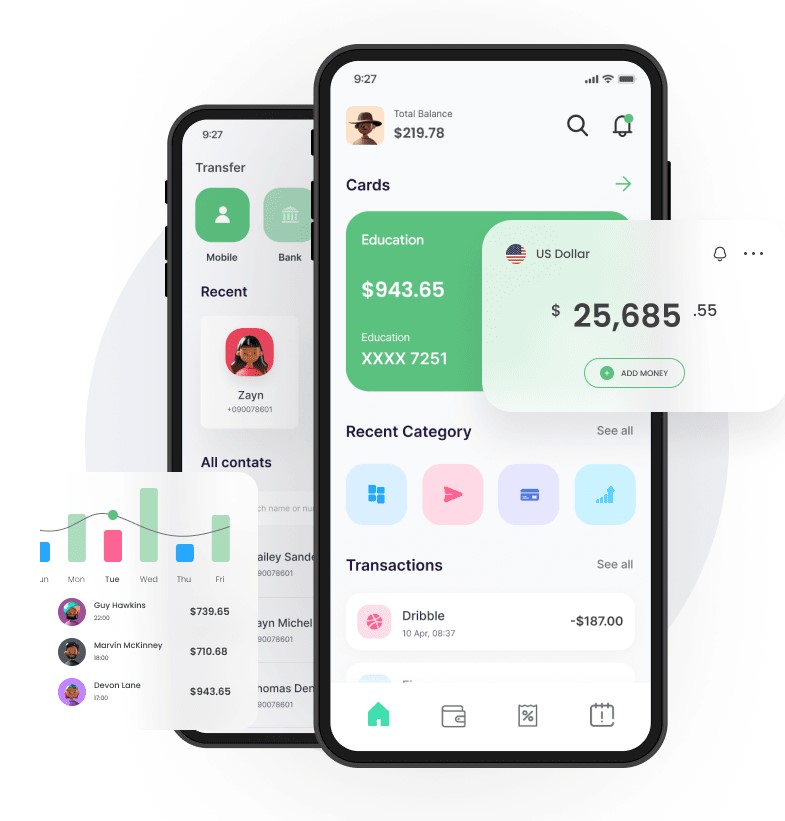 9:27
Total Balance
$219.78
Cards
Education
$943.65
Education
XXXX 7251
US Dollar
$ 25,685 .55
ADD MONEY
Recent Category
See all
Transactions
See all
Dribble
10 Apr, 08:37
-$187.00
9:27
Transfer
Mobile
Bank
Recent
Zayn
+090078601
All contats
ch name or nu
ailey Sande
90078601
ayn Michel
90078601
homas Den
90078601
un
Mon
Tue
Wed
Thu
Fri
Guy Hawkins
22:00
$739.65
Marvin McKinney
18:00
$710.68
Devon Lane
17:00
$943.65